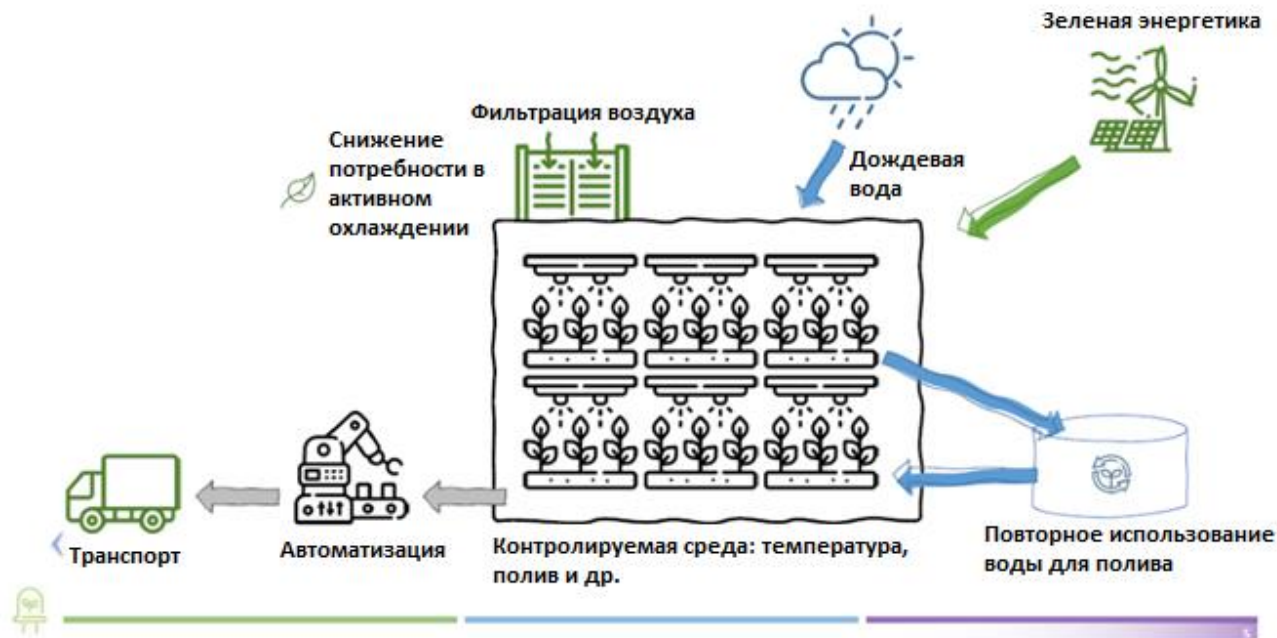 Зеленая энергетика
Фильтрация воздуха
Снижение
потребности в
активном
охлаждении
Дождевая
вода
Транспорт
Автоматизация
Контролируемая среда: температура,
полив и др.
Повторное использование
воды для полива